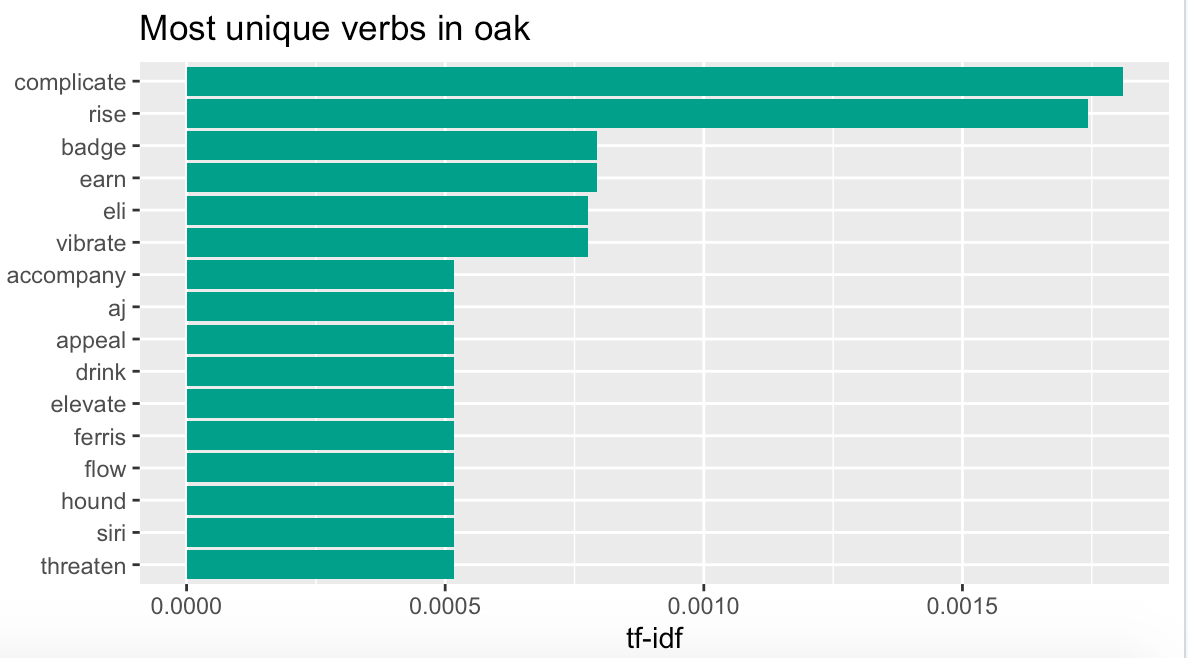 Most unique verbs in oak
complicate
rise
badge
earn
eli
vibrate
accompany
aj
appeal
drink
elevate
ferris
flow
hound
siri
threaten
0.0000 0.0005 0.0010 0.0015
tf-idf